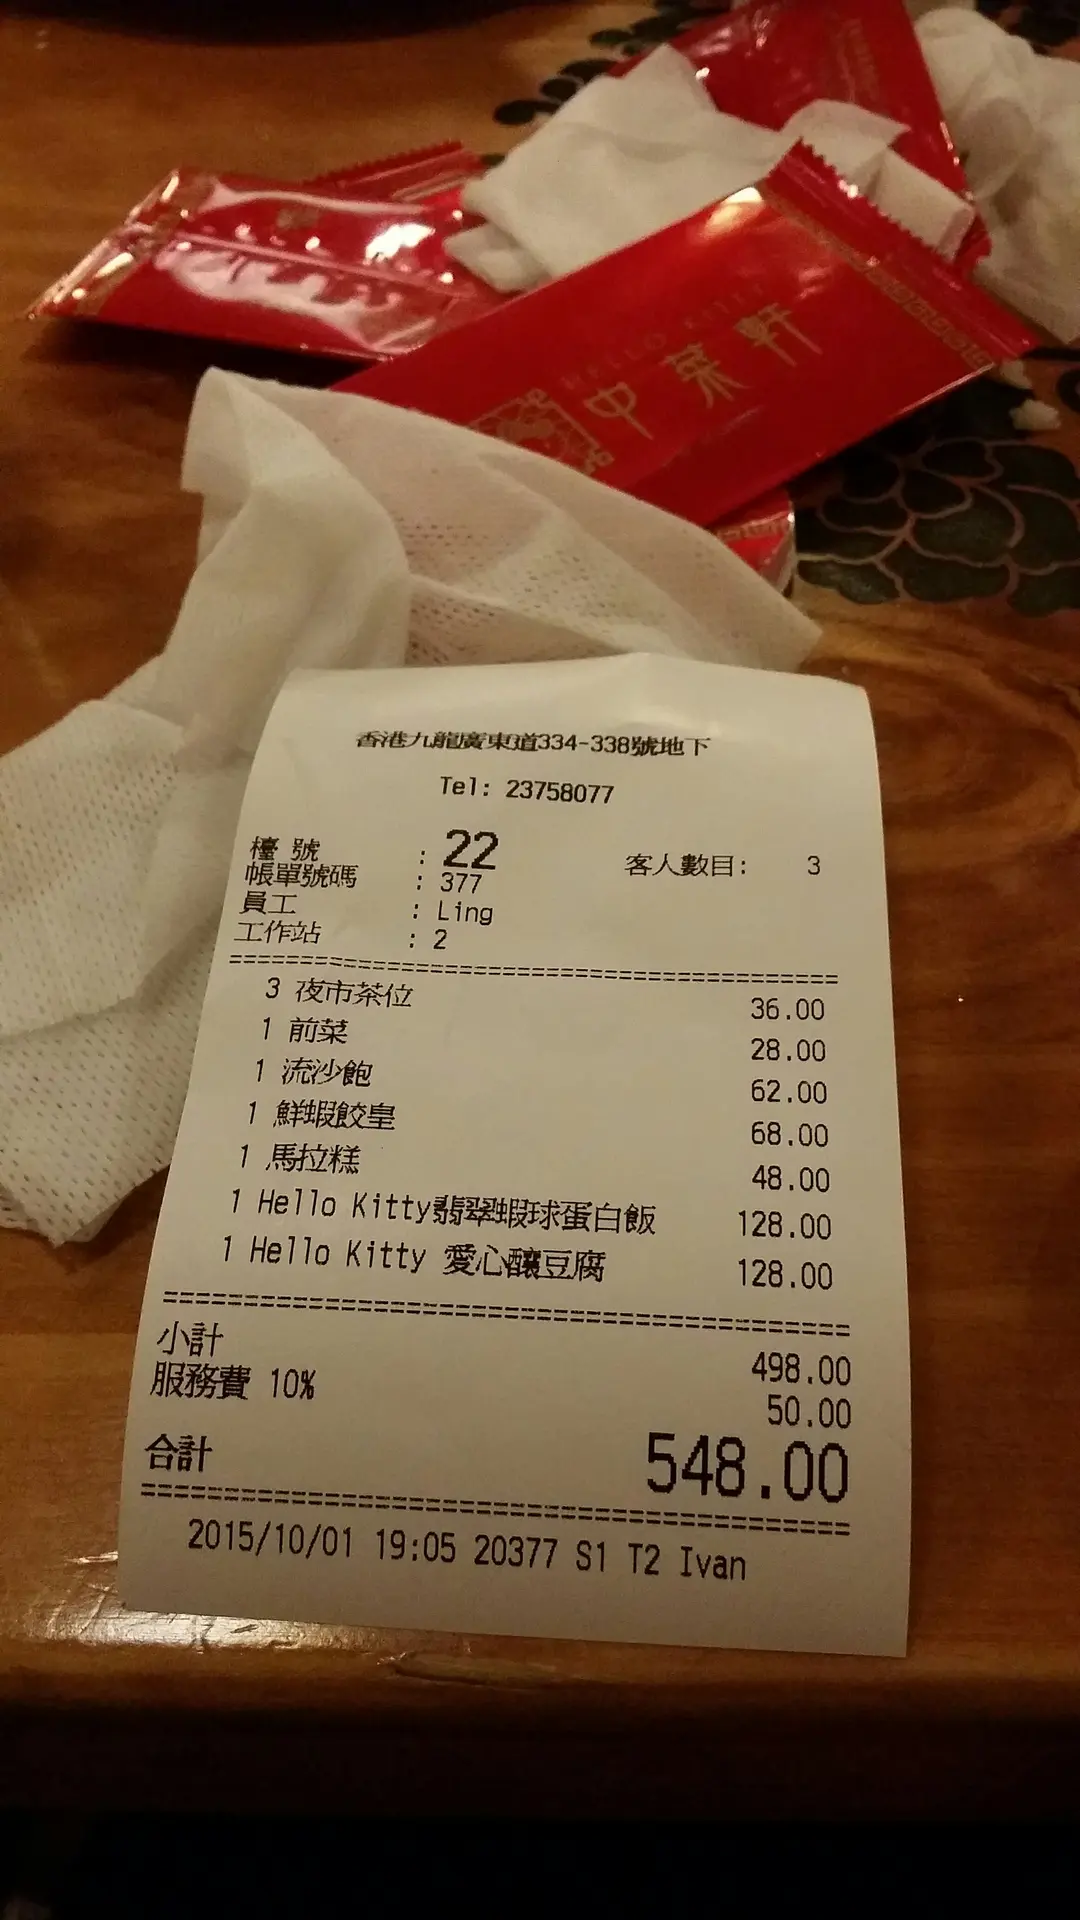 HELLO KITTY
中菜軒
香港九龍廣東道334-338號地下
Tel: 23758077
檯 號 : 22 客人數目: 3
帳單號碼 : 377
員工 : Ling
工作站 : 2
3 夜市茶位 36.00
1 前菜 28.00
1 流沙飽 62.00
1 鮮蝦餃皇 68.00
1 馬拉糕 48.00
1 Hello Kitty翡翠蝦球蛋白飯 128.00
1 Hello Kitty 愛心釀豆腐 128.00
小計 498.00
服務費 10% 50.00
合計 548.00
2015/10/01 19:05 20377 S1 T2 Ivan